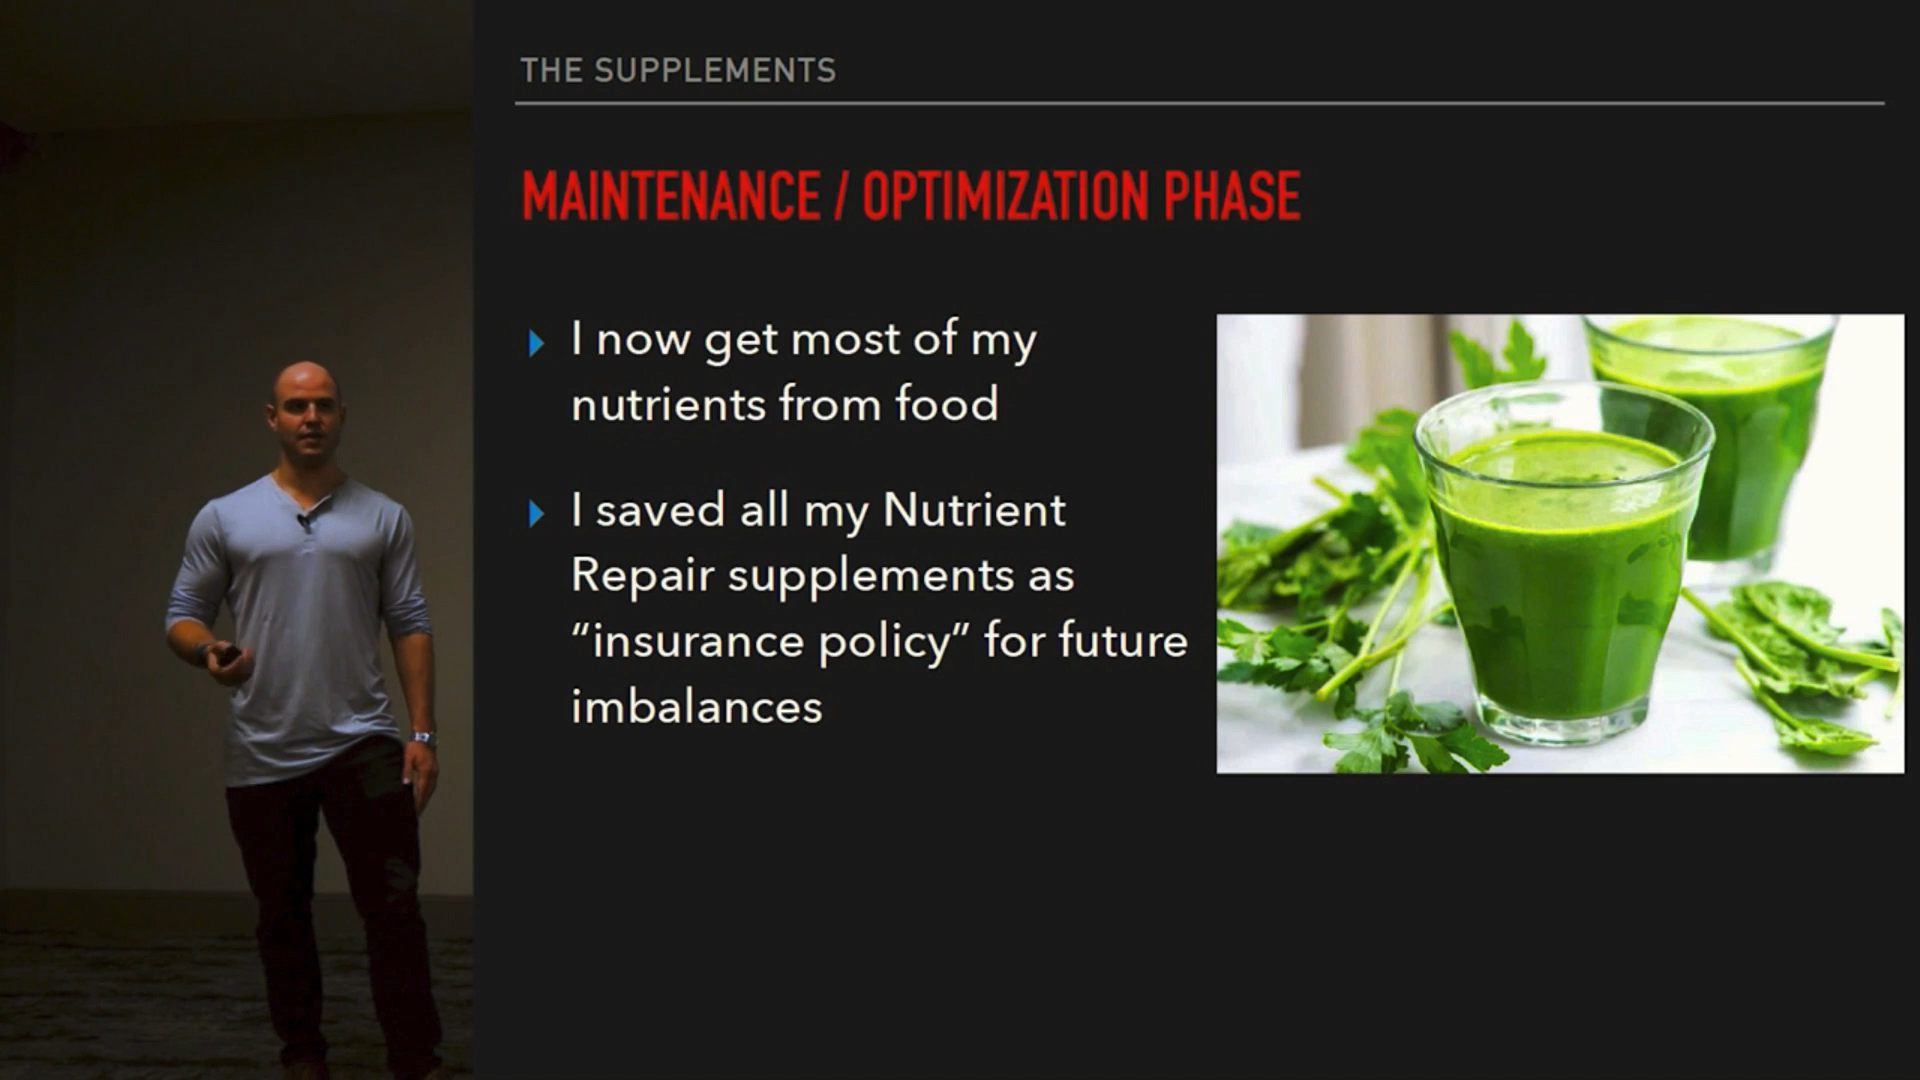 THE SUPPLEMENTS
MAINTENANCE / OPTIMIZATION PHASE
I now get most of my
nutrients from food
I saved all my Nutrient
Repair supplements as
“insurance policy” for future
imbalances